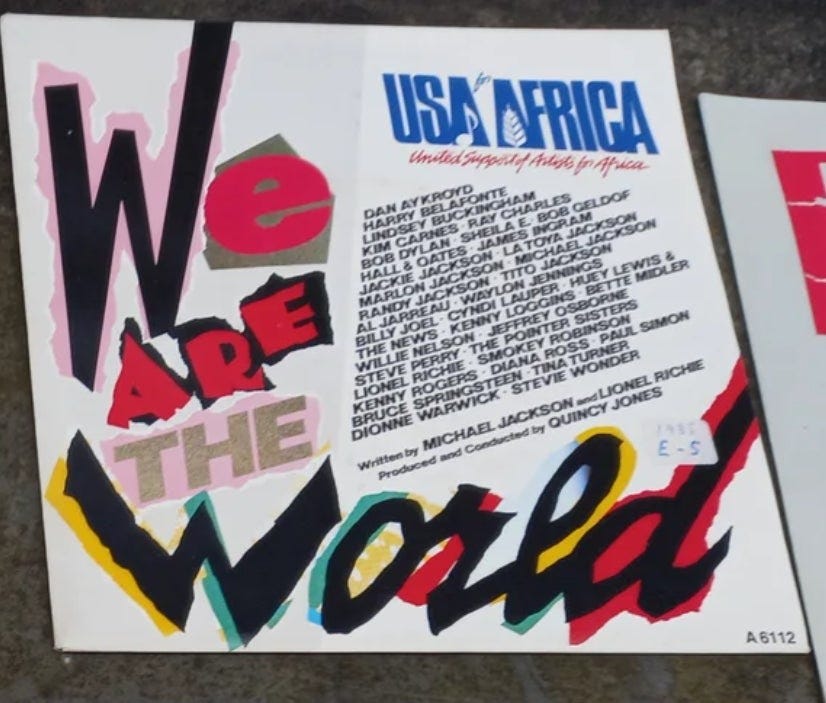 We
ARE
THE
World
USA for AFRICA
United Support of Artists for Africa
DAN AYKROYD
HARRY BELAFONTE
LINDSEY BUCKINGHAM
KIM CARNES · RAY CHARLES
BOB DYLAN · SHEILA E. BOB GELDOF
HALL & OATES · JAMES INGRAM
JACKIE JACKSON · LA TOYA JACKSON
MARLON JACKSON · MICHAEL JACKSON
RANDY JACKSON · TITO JACKSON
AL JARREAU · WAYLON JENNINGS
BILLY JOEL · CYNDI LAUPER · HUEY LEWIS &
THE NEWS · KENNY LOGGINS · BETTE MIDLER
WILLIE NELSON · JEFFREY OSBORNE
STEVE PERRY · THE POINTER SISTERS
LIONEL RICHIE · SMOKEY ROBINSON
KENNY ROGERS · DIANA ROSS · PAUL SIMON
BRUCE SPRINGSTEEN · TINA TURNER
DIONNE WARWICK · STEVIE WONDER
Written by MICHAEL JACKSON and LIONEL RICHIE
Produced and Conducted by QUINCY JONES
1985
E-5
A 6112